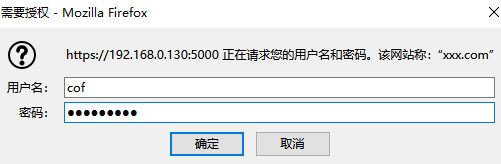 需要授权 - Mozilla Firefox
https://192.168.0.130:5000 正在请求您的用户名和密码。该网站称：“xxx.com”
用户名： cof
密码： ●●●●●●●●●
确定 取消